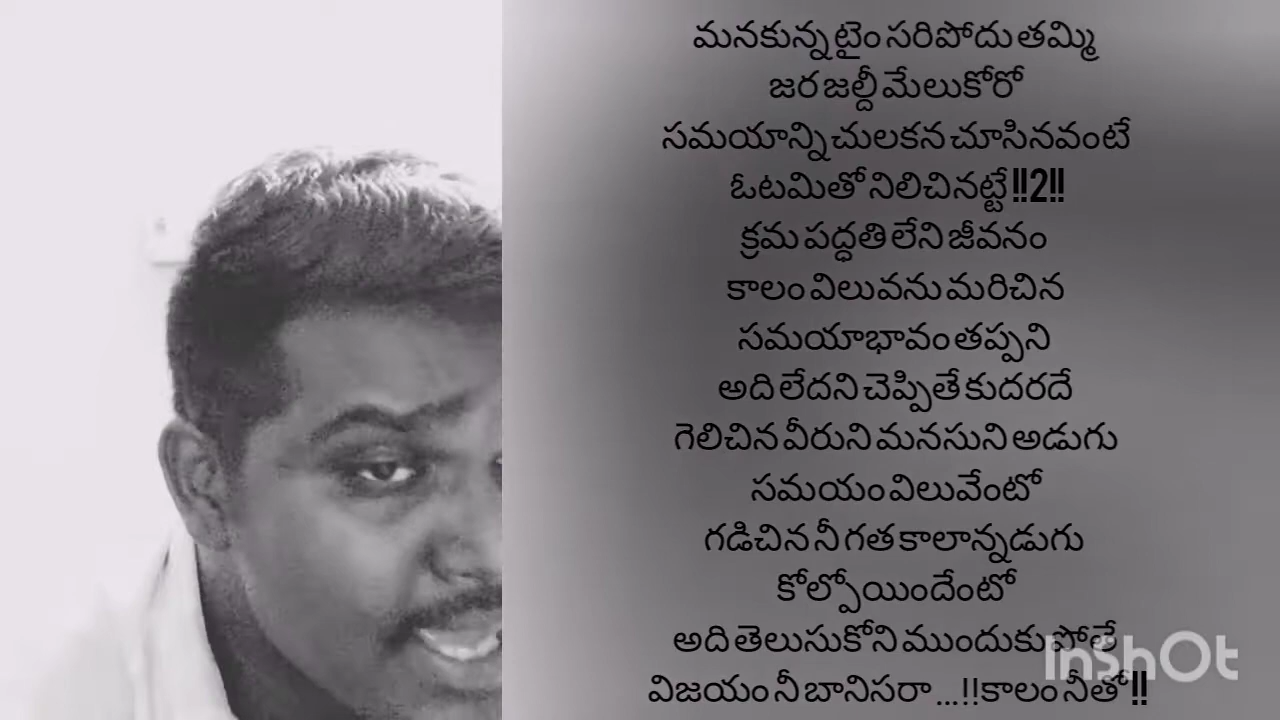 మనకున్న టైం సరిపోదు తమ్మి
జర జల్దీ మేలుకోరో
సమయాన్ని చులకన చూసినవంటే
ఓటమితో నిలిచినట్టే !!2!!
క్రమ పద్ధతి లేని జీవనం
కాలం విలువను మరిచిన
సమయాభావం తప్పని
అది లేదని చెప్పితే కుదరదే
గెలిచిన వీరుని మనసుని అడుగు
సమయం విలువేంటో
గడిచిన నీ గత కాలాన్నడుగు
కోల్పోయిందేంటో
అది తెలుసుకోని ముందుకు పోతే
విజయం నీ బానిసరా ...!!కాలం నీతో!!
InShOt